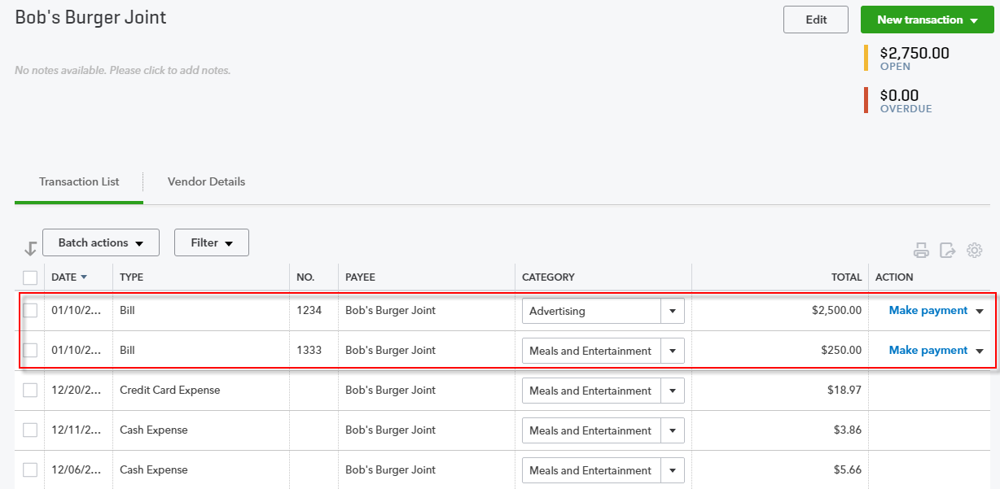 Bob's Burger Joint
Edit
New transaction
$2,750.00
OPEN
No notes available. Please click to add notes.
$0.00
OVERDUE
Transaction List
Vendor Details
Batch actions
Filter
DATE TYPE NO. PAYEE CATEGORY TOTAL ACTION
01/10/2... Bill 1234 Bob's Burger Joint Advertising $2,500.00 Make payment
01/10/2... Bill 1333 Bob's Burger Joint Meals and Entertainment $250.00 Make payment
12/20/2... Credit Card Expense Bob's Burger Joint Meals and Entertainment $18.97
12/11/2... Cash Expense Bob's Burger Joint Meals and Entertainment $3.86
12/06/2... Cash Expense Bob's Burger Joint Meals and Entertainment $5.66